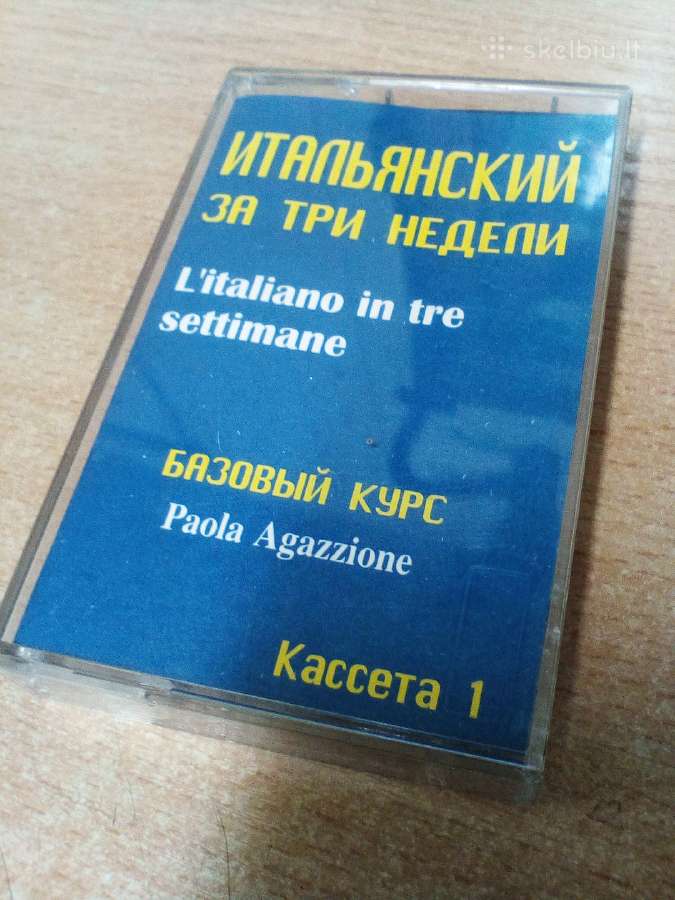 skelbiu.lt
ИТАЛЬЯНСКИЙ
ЗА ТРИ НЕДЕЛИ
L'italiano in tre
settimane
БАЗОВЫЙ КУРС
Paola Agazzione
Кассета 1